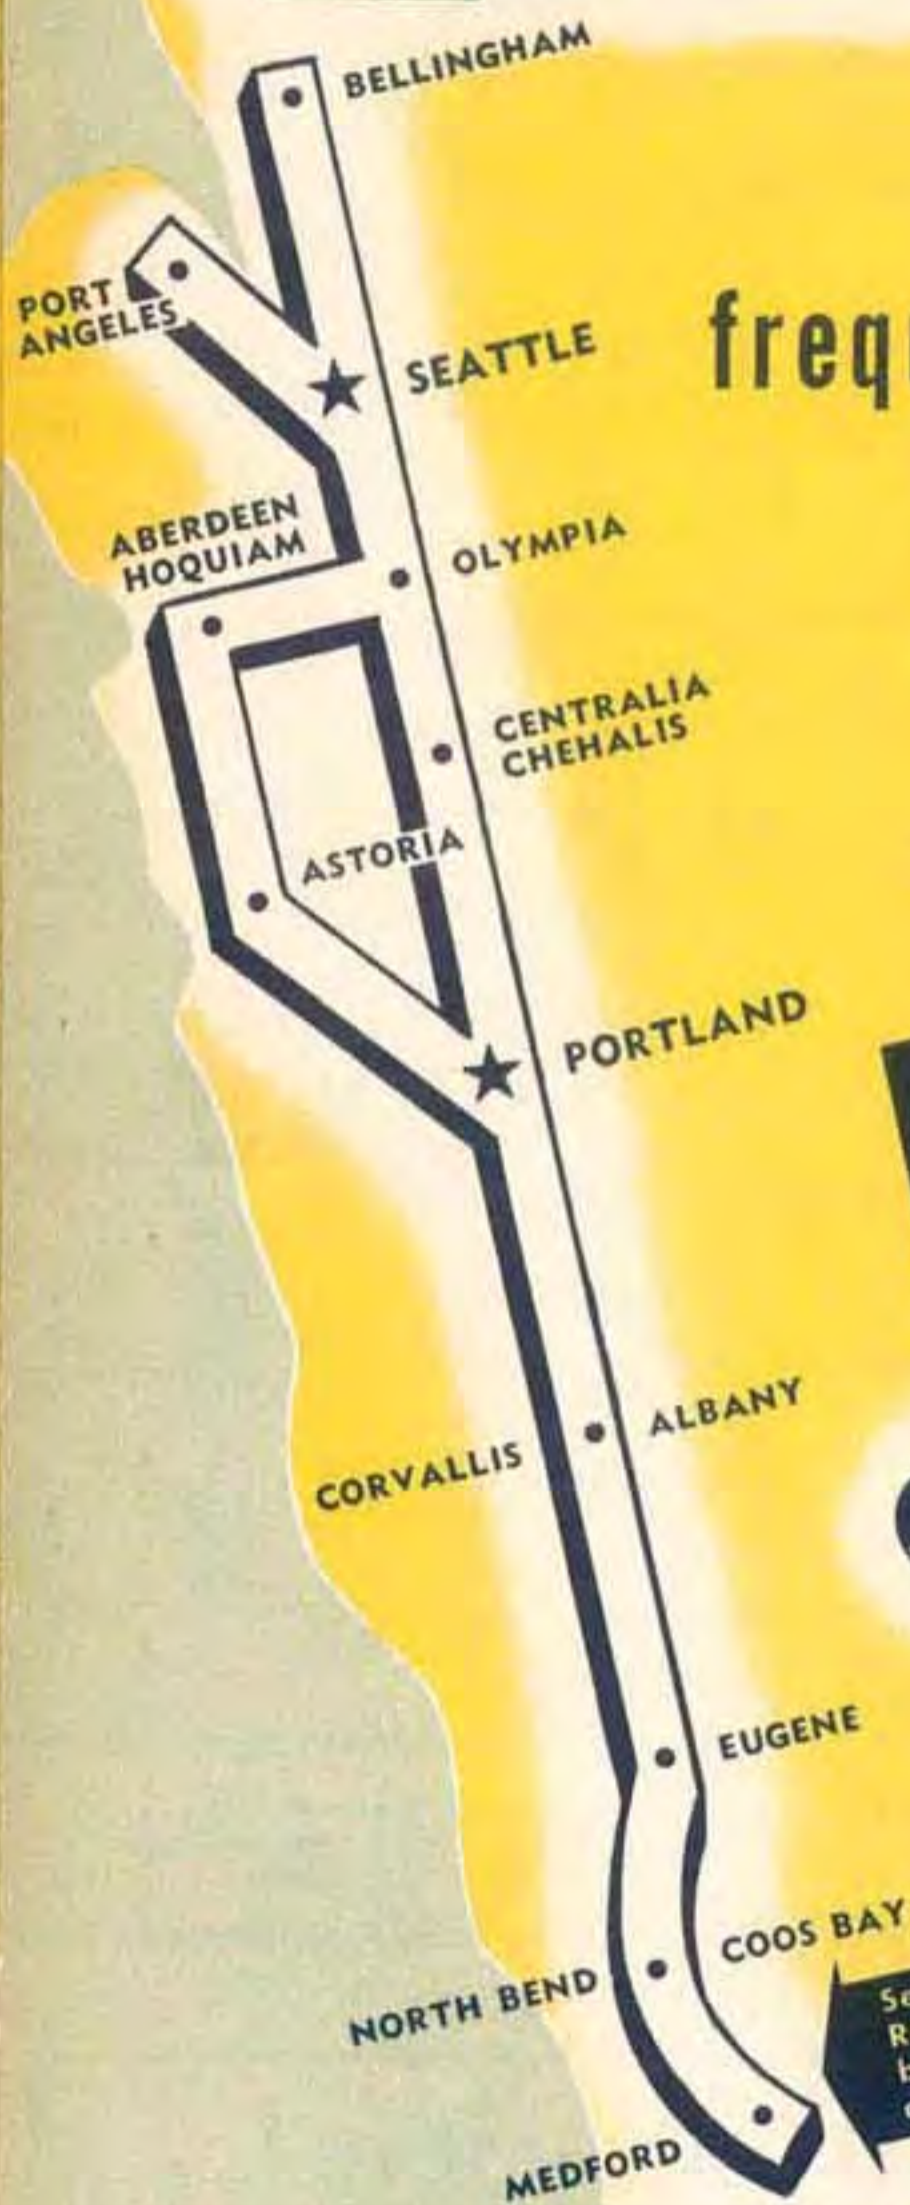 BELLINGHAM
PORT
ANGELES
SEATTLE
freq
ABERDEEN
HOQUIAM
OLYMPIA
CENTRALIA
CHEHALIS
ASTORIA
PORTLAND
ALBANY
CORVALLIS
EUGENE
COOS BAY
NORTH BEND
MEDFORD